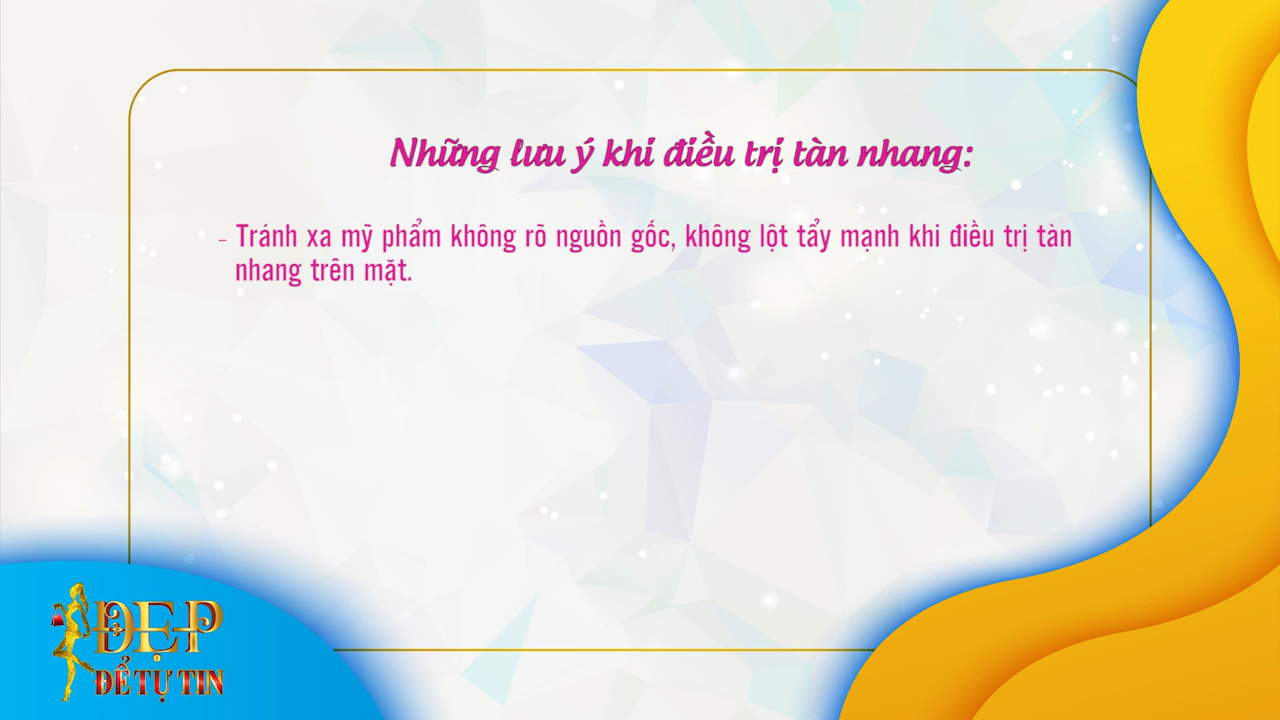 Những lưu ý khi điều trị tàn nhang:
- Tránh xa mỹ phẩm không rõ nguồn gốc, không lột tẩy mạnh khi điều trị tàn
nhang trên mặt.
ĐẸP
ĐỂ TỰ TIN